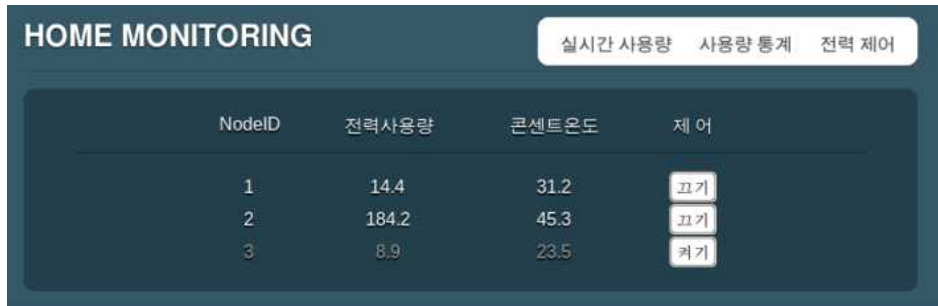 HOME MONITORING
실시간 사용량 사용량 통계 전력 제어
NodeID 전력사용량 콘센트온도 제 어
1 14.4 31.2 끄기
2 184.2 45.3 끄기
3 8.9 23.5 켜기